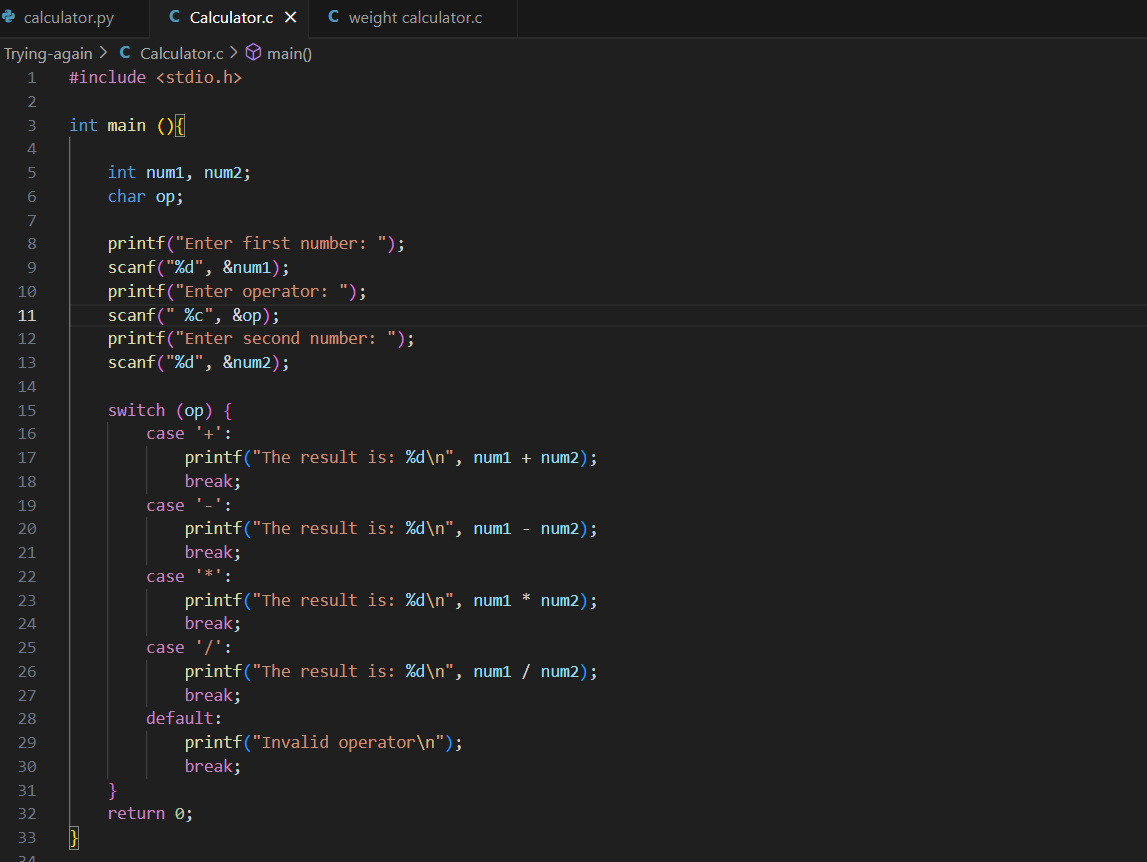 calculator.py
C Calculator.c ×
C weight calculator.c
Trying-again > C Calculator.c > main()
1 #include <stdio.h>
2
3 int main (){
4
5     int num1, num2;
6     char op;
7
8     printf("Enter first number: ");
9     scanf("%d", &num1);
10     printf("Enter operator: ");
11     scanf(" %c", &op);
12     printf("Enter second number: ");
13     scanf("%d", &num2);
14
15     switch (op) {
16         case '+':
17             printf("The result is: %d\n", num1 + num2);
18             break;
19         case '-':
20             printf("The result is: %d\n", num1 - num2);
21             break;
22         case '*':
23             printf("The result is: %d\n", num1 * num2);
24             break;
25         case '/':
26             printf("The result is: %d\n", num1 / num2);
27             break;
28         default:
29             printf("Invalid operator\n");
30             break;
31     }
32     return 0;
33 }
34